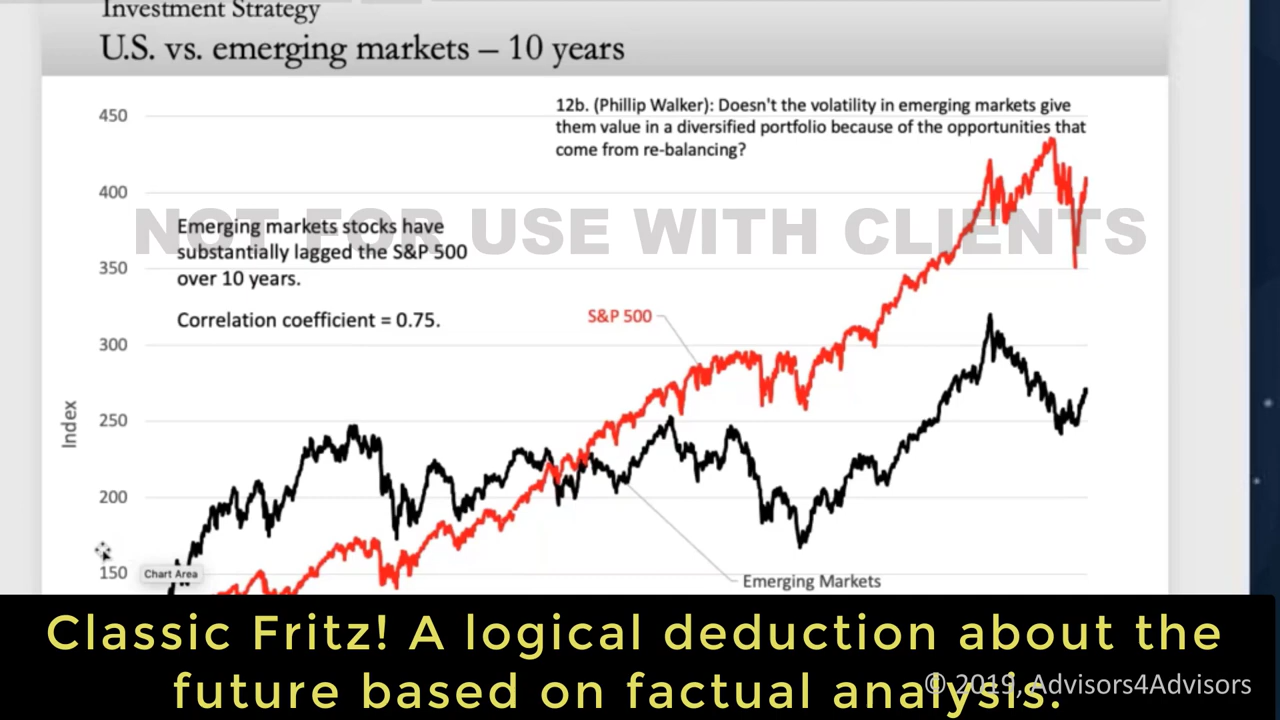 Investment Strategy
U.S. vs. emerging markets – 10 years
12b. (Phillip Walker): Doesn't the volatility in emerging markets give
them value in a diversified portfolio because of the opportunities that
come from re-balancing?
450
400
NOT FOR USE WITH CLIENTS
Emerging markets stocks have
substantially lagged the S&P 500
over 10 years.
350
Correlation coefficient = 0.75.
S&P 500
300
Index
250
200
150
Chart Area
Emerging Markets
Classic Fritz! A logical deduction about the
future based on factual analysis.
© 2019, Advisors4Advisors